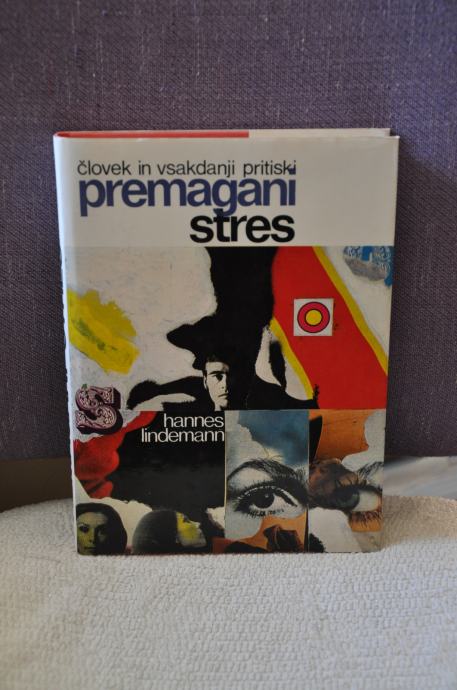 človek in vsakdanji pritiski
premagani
stres
S
hannes
lindemann